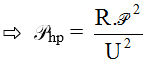 ⇨ 𝒫hp = R.𝒫² / U²